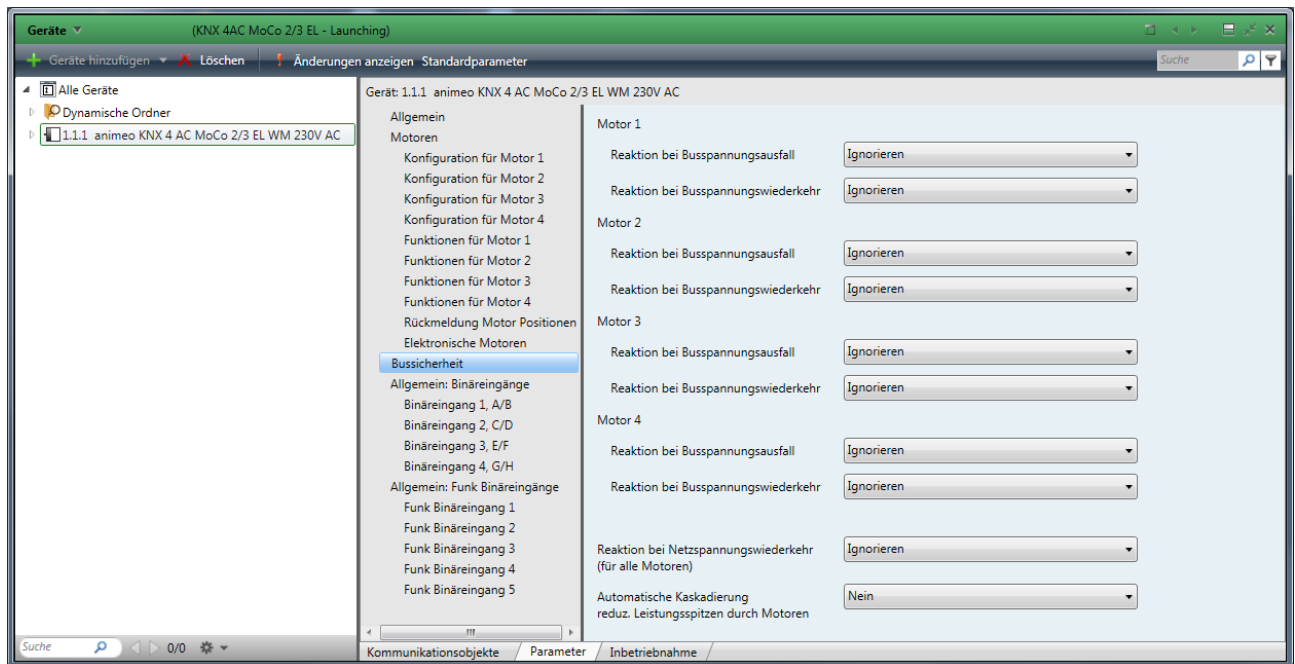 Geräte
(KNX 4AC MoCo 2/3 EL - Launching)
Geräte hinzufügen
Löschen
Änderungen anzeigen
Standardparameter
Suche
Alle Geräte
Dynamische Ordner
1.1.1 animeo KNX 4 AC MoCo 2/3 EL WM 230V AC
Suche
0/0
Gerät: 1.1.1 animeo KNX 4 AC MoCo 2/3 EL WM 230V AC
Allgemein
Motoren
Konfiguration für Motor 1
Konfiguration für Motor 2
Konfiguration für Motor 3
Konfiguration für Motor 4
Funktionen für Motor 1
Funktionen für Motor 2
Funktionen für Motor 3
Funktionen für Motor 4
Rückmeldung Motor Positionen
Elektronische Motoren
Bussicherheit
Allgemein: Binäreingänge
Binäreingang 1, A/B
Binäreingang 2, C/D
Binäreingang 3, E/F
Binäreingang 4, G/H
Allgemein: Funk Binäreingänge
Funk Binäreingang 1
Funk Binäreingang 2
Funk Binäreingang 3
Funk Binäreingang 4
Funk Binäreingang 5
Motor 1
Reaktion bei Busspannungsausfall Ignorieren
Reaktion bei Busspannungswiederkehr Ignorieren
Motor 2
Reaktion bei Busspannungsausfall Ignorieren
Reaktion bei Busspannungswiederkehr Ignorieren
Motor 3
Reaktion bei Busspannungsausfall Ignorieren
Reaktion bei Busspannungswiederkehr Ignorieren
Motor 4
Reaktion bei Busspannungsausfall Ignorieren
Reaktion bei Busspannungswiederkehr Ignorieren
Reaktion bei Netzspannungswiederkehr Ignorieren
(für alle Motoren)
Automatische Kaskadierung Nein
reduz. Leistungsspitzen durch Motoren
Kommunikationsobjekte
Parameter
Inbetriebnahme